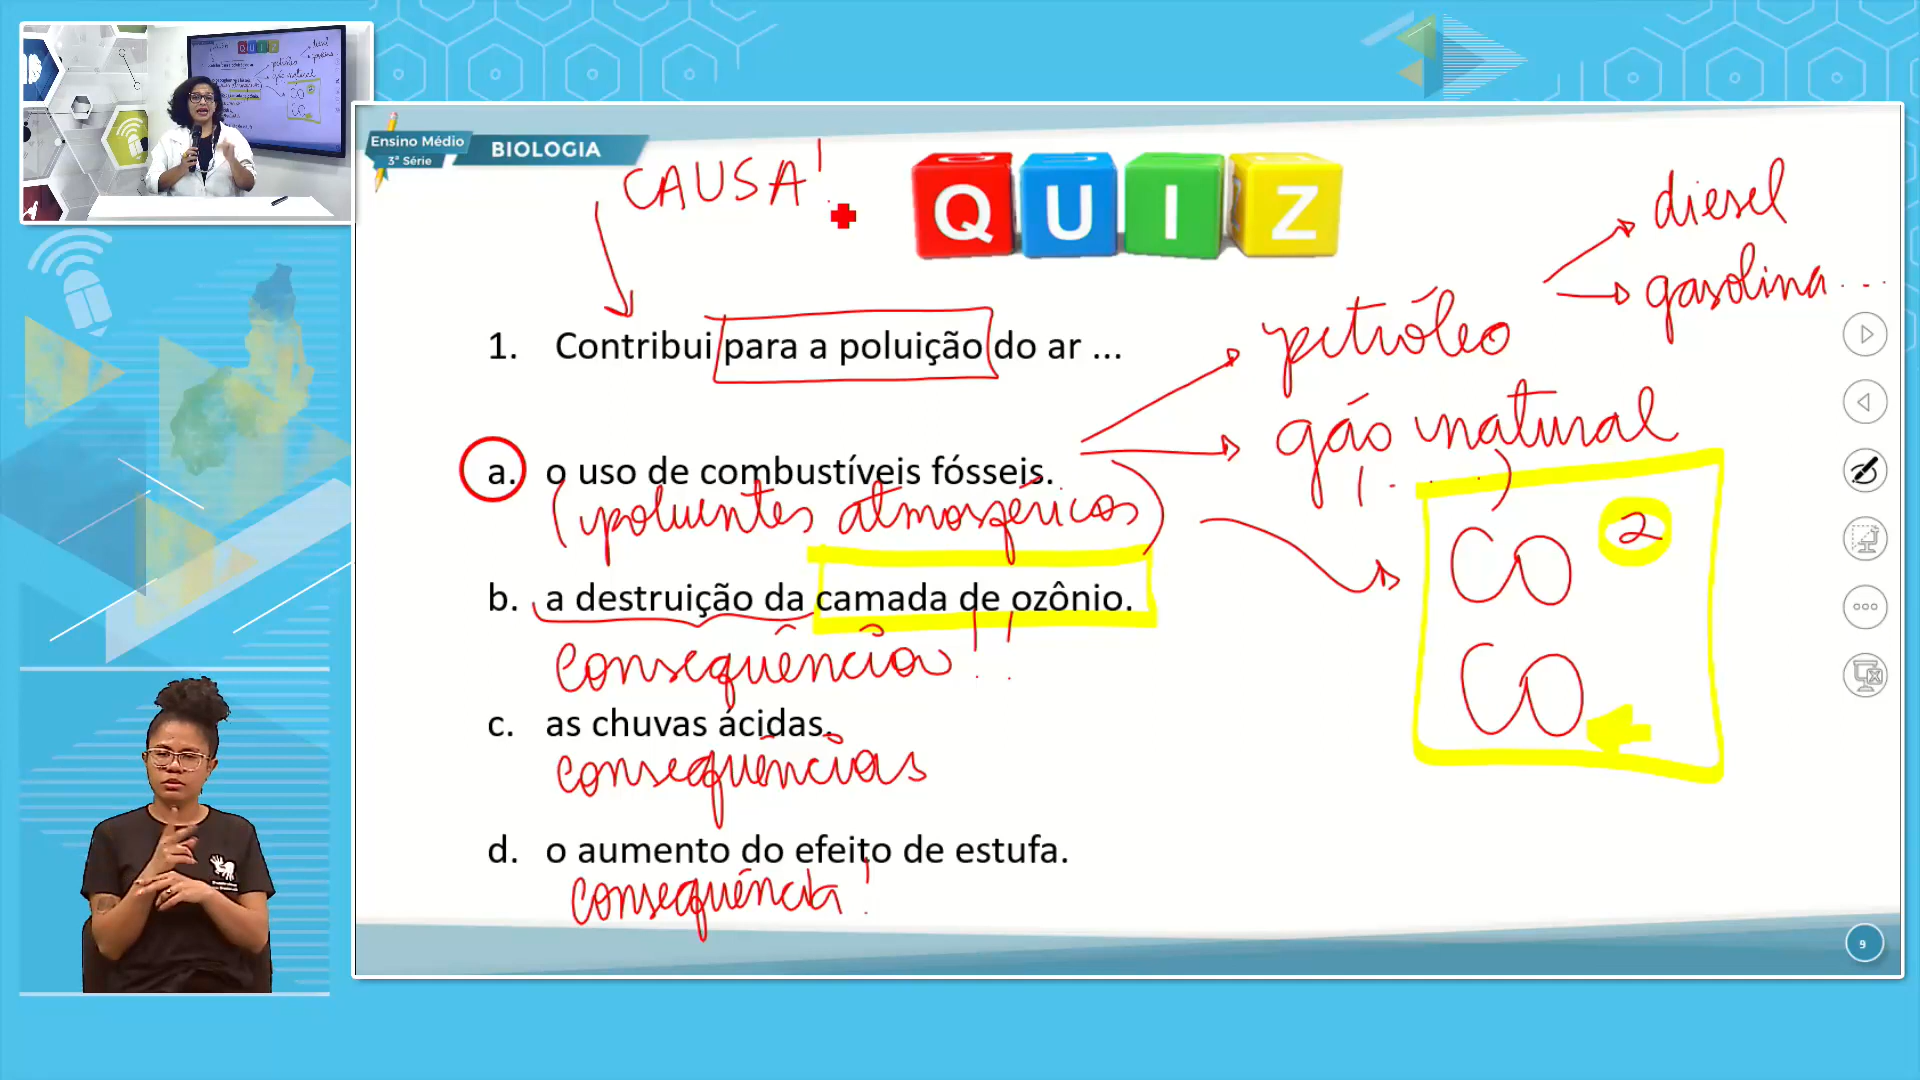 Ensino Médio
3ª Série
BIOLOGIA
CAUSA!
QUIZ
diesel
gasolina...
1. Contribui para a poluição do ar ...
petróleo
gás natural
(...)
a. o uso de combustíveis fósseis.
(poluentes atmosféricos)
CO 2
CO
b. a destruição da camada de ozônio.
consequência!!
c. as chuvas ácidas.
consequências
d. o aumento do efeito de estufa.
consequência!
9